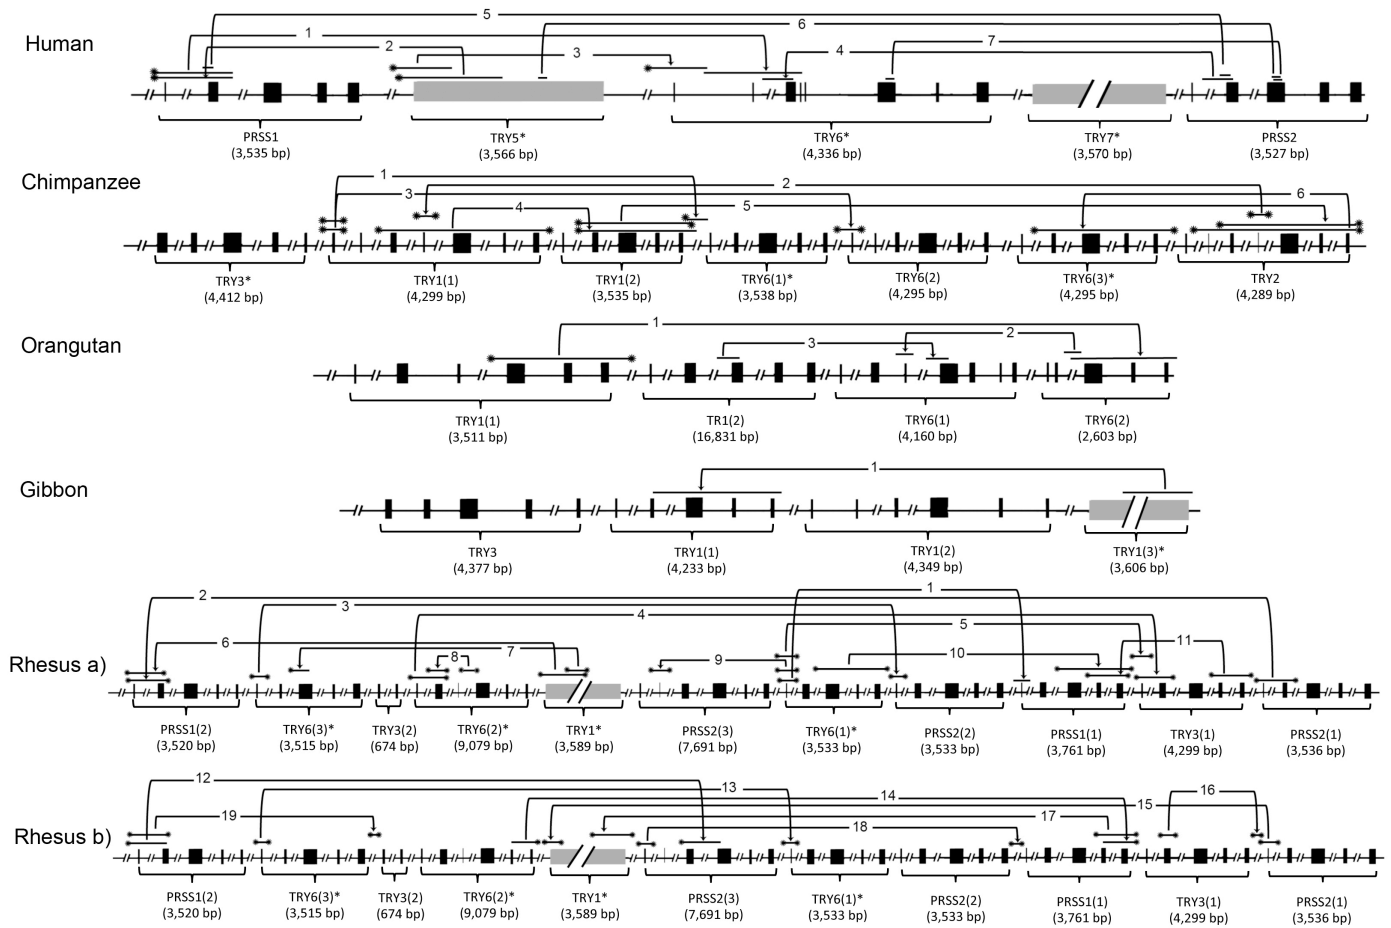 Human
5
6
1
2
3
7
4
PRSS1
(3,535 bp)
TRY5*
(3,566 bp)
TRY6*
(4,336 bp)
TRY7*
(3,570 bp)
PRSS2
(3,527 bp)
Chimpanzee
1
2
3
6
4
5
TRY3*
(4,412 bp)
TRY1(1)
(4,299 bp)
TRY1(2)
(3,535 bp)
TRY6(1)*
(3,538 bp)
TRY6(2)
(4,295 bp)
TRY6(3)*
(4,295 bp)
TRY2
(4,289 bp)
Orangutan
1
2
3
TRY1(1)
(3,511 bp)
TR1(2)
(16,831 bp)
TRY6(1)
(4,160 bp)
TRY6(2)
(2,603 bp)
Gibbon
1
TRY3
(4,377 bp)
TRY1(1)
(4,233 bp)
TRY1(2)
(4,349 bp)
TRY1(3)*
(3,606 bp)
Rhesus a)
2
1
3
4
5
6
7
11
8
9
10
PRSS1(2)
(3,520 bp)
TRY6(3)*
(3,515 bp)
TRY3(2)
(674 bp)
TRY6(2)*
(9,079 bp)
TRY1*
(3,589 bp)
PRSS2(3)
(7,691 bp)
TRY6(1)*
(3,533 bp)
PRSS2(2)
(3,533 bp)
PRSS1(1)
(3,761 bp)
TRY3(1)
(4,299 bp)
PRSS2(1)
(3,536 bp)
Rhesus b)
12
13
16
14
15
19
17
18
PRSS1(2)
(3,520 bp)
TRY6(3)*
(3,515 bp)
TRY3(2)
(674 bp)
TRY6(2)*
(9,079 bp)
TRY1*
(3,589 bp)
PRSS2(3)
(7,691 bp)
TRY6(1)*
(3,533 bp)
PRSS2(2)
(3,533 bp)
PRSS1(1)
(3,761 bp)
TRY3(1)
(4,299 bp)
PRSS2(1)
(3,536 bp)